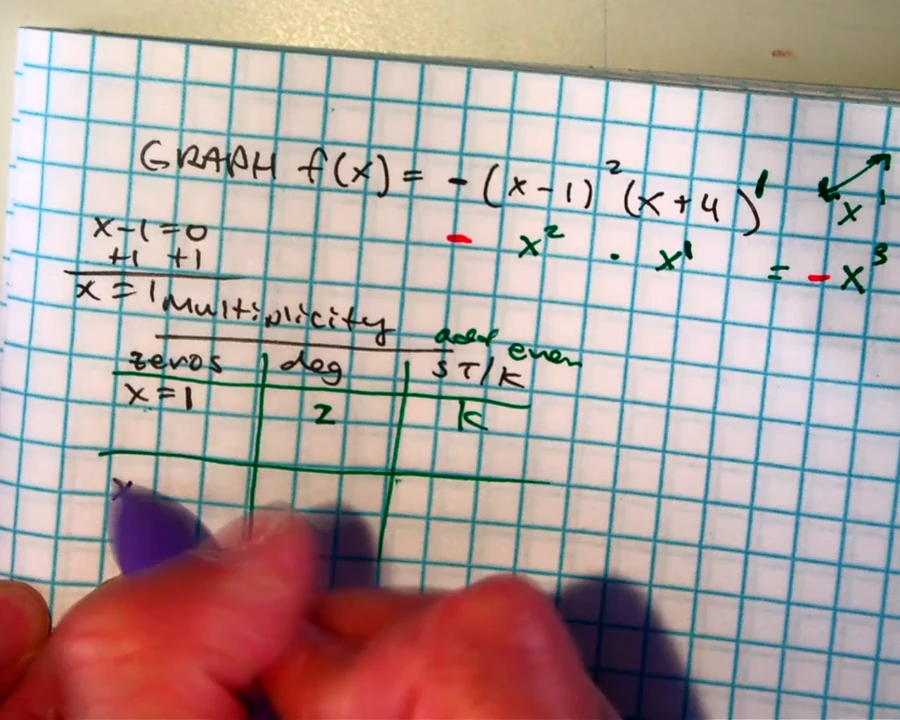 GRAPH f(x) = - (x-1)² (x+4)¹
x¹
x-1=0
+1 +1
- x² · x¹ = - x³
x = 1
Multiplicity
odd even
zeros deg ST/K
x=1 2 K
x